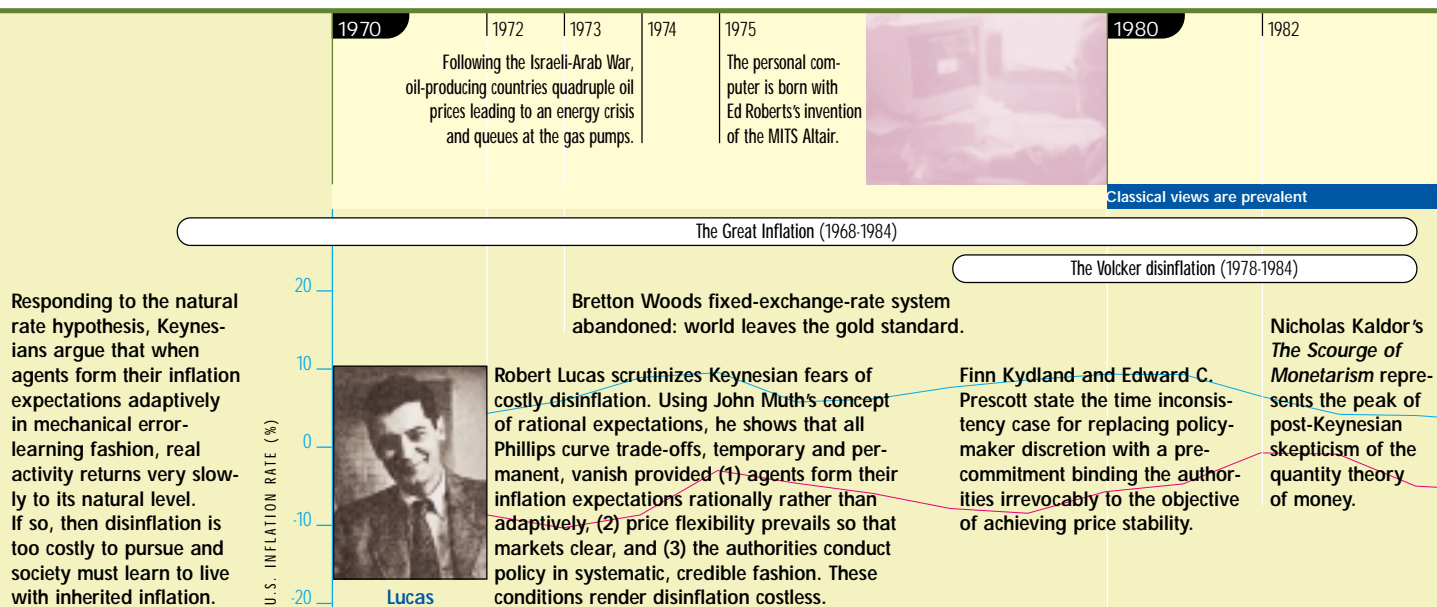 1970
1972
1973
1974
1975
1980
1982
Following the Israeli-Arab War,
oil-producing countries quadruple oil
prices leading to an energy crisis
and queues at the gas pumps.
The personal com-
puter is born with
Ed Roberts's invention
of the MITS Altair.
Classical views are prevalent
The Great Inflation (1968-1984)
The Volcker disinflation (1978-1984)
Responding to the natural
rate hypothesis, Keynes-
ians argue that when
agents form their inflation
expectations adaptively
in mechanical error-
learning fashion, real
activity returns very slow-
ly to its natural level.
If so, then disinflation is
too costly to pursue and
society must learn to live
with inherited inflation.
U.S. INFLATION RATE (%)
20
10
0
-10
-20
Lucas
Bretton Woods fixed-exchange-rate system
abandoned: world leaves the gold standard.
Robert Lucas scrutinizes Keynesian fears of
costly disinflation. Using John Muth's concept
of rational expectations, he shows that all
Phillips curve trade-offs, temporary and per-
manent, vanish provided (1) agents form their
inflation expectations rationally rather than
adaptively, (2) price flexibility prevails so that
markets clear, and (3) the authorities conduct
policy in systematic, credible fashion. These
conditions render disinflation costless.
Finn Kydland and Edward C.
Prescott state the time inconsis-
tency case for replacing policy-
maker discretion with a pre-
commitment binding the author-
ities irrevocably to the objective
of achieving price stability.
Nicholas Kaldor's
The Scourge of
Monetarism repre-
sents the peak of
post-Keynesian
skepticism of the
quantity theory
of money.